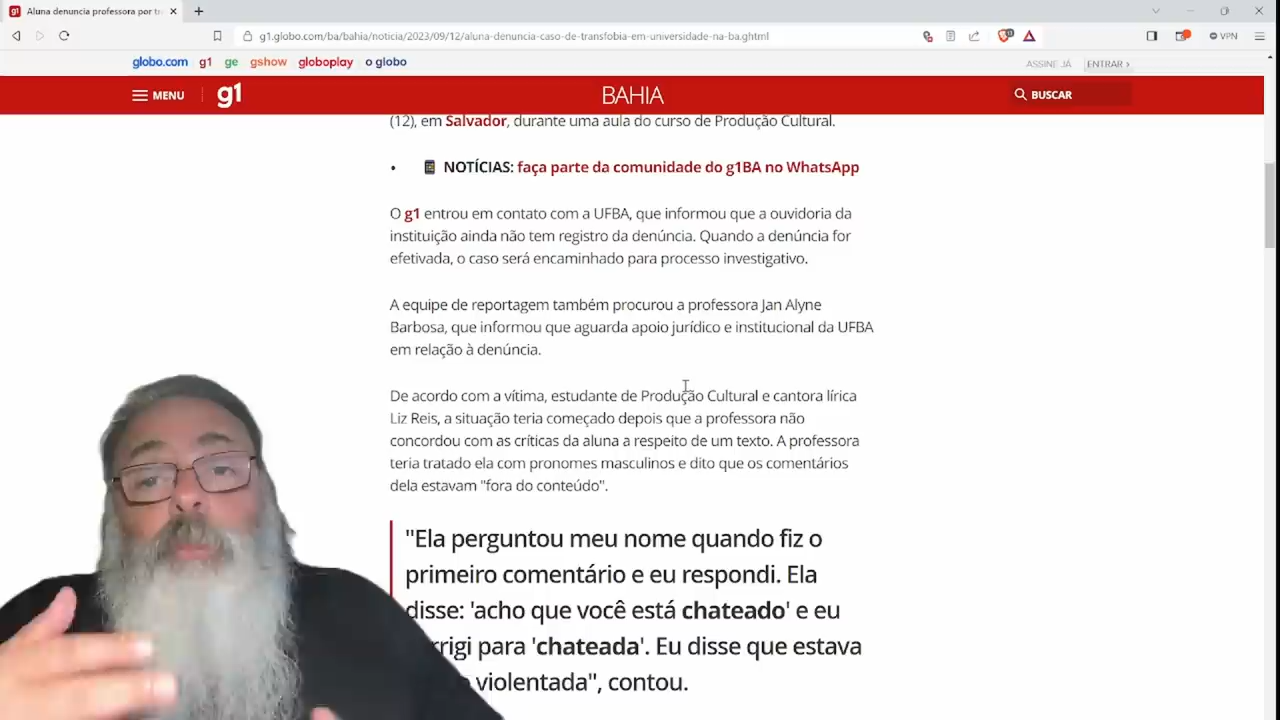 g1 Aluna denuncia professora por tr
g1.globo.com/ba/bahia/noticia/2023/09/12/aluna-denuncia-caso-de-transfobia-em-universidade-na-ba.ghtml
VPN
globo.com g1 ge gshow globoplay o globo
ASSINE JÁ ENTRAR ›
MENU g1 BAHIA BUSCAR
(12), em Salvador, durante uma aula do curso de Produção Cultural.
• NOTÍCIAS: faça parte da comunidade do g1BA no WhatsApp
O g1 entrou em contato com a UFBA, que informou que a ouvidoria da
instituição ainda não tem registro da denúncia. Quando a denúncia for
efetivada, o caso será encaminhado para processo investigativo.
A equipe de reportagem também procurou a professora Jan Alyne
Barbosa, que informou que aguarda apoio jurídico e institucional da UFBA
em relação à denúncia.
De acordo com a vítima, estudante de Produção Cultural e cantora lírica
Liz Reis, a situação teria começado depois que a professora não
concordou com as críticas da aluna a respeito de um texto. A professora
teria tratado ela com pronomes masculinos e dito que os comentários
dela estavam "fora do conteúdo".
"Ela perguntou meu nome quando fiz o
primeiro comentário e eu respondi. Ela
disse: 'acho que você está chateado' e eu
rrigi para 'chateada'. Eu disse que estava
violentada", contou.